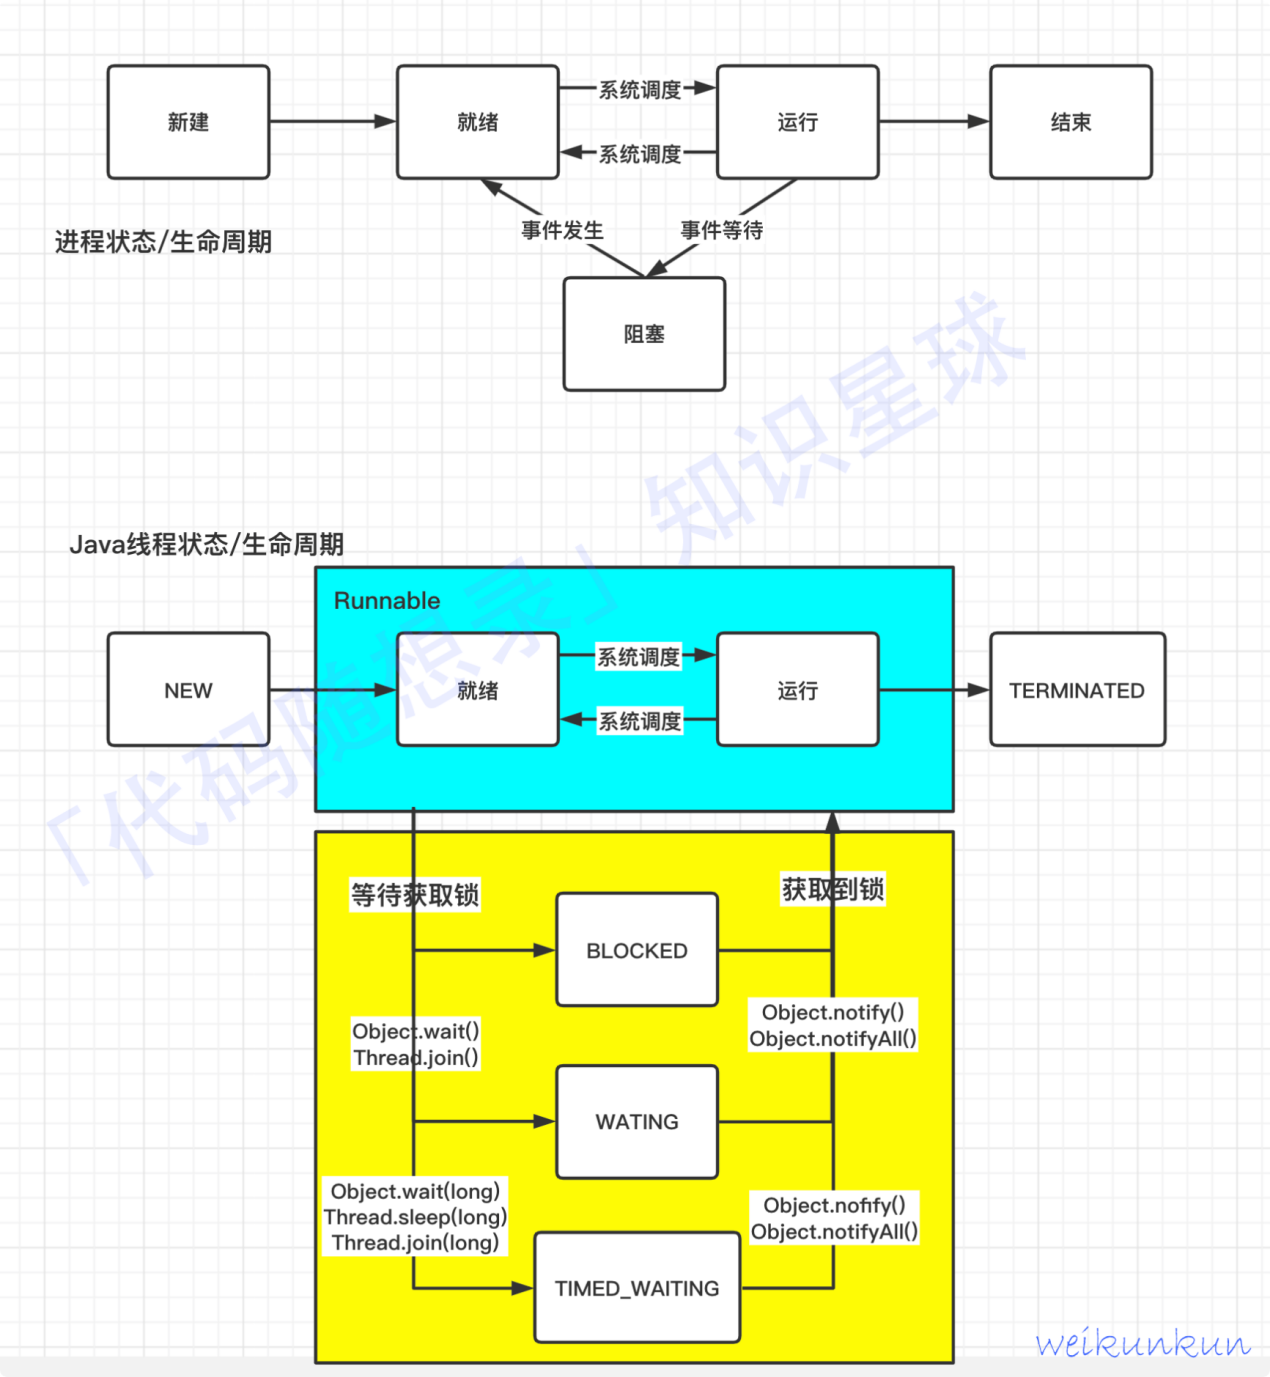 新建
就绪
系统调度
系统调度
运行
结束
事件发生
事件等待
进程状态/生命周期
阻塞
「代码随想录」知识星球
Java线程状态/生命周期
Runnable
NEW
就绪
系统调度
系统调度
运行
TERMINATED
等待获取锁
获取到锁
BLOCKED
Object.wait()
Thread.join()
Object.notify()
Object.notifyAll()
WATING
Object.wait(long)
Thread.sleep(long)
Thread.join(long)
Object.nofify()
Object.notifyAll()
TIMED_WAITING
weikunkun